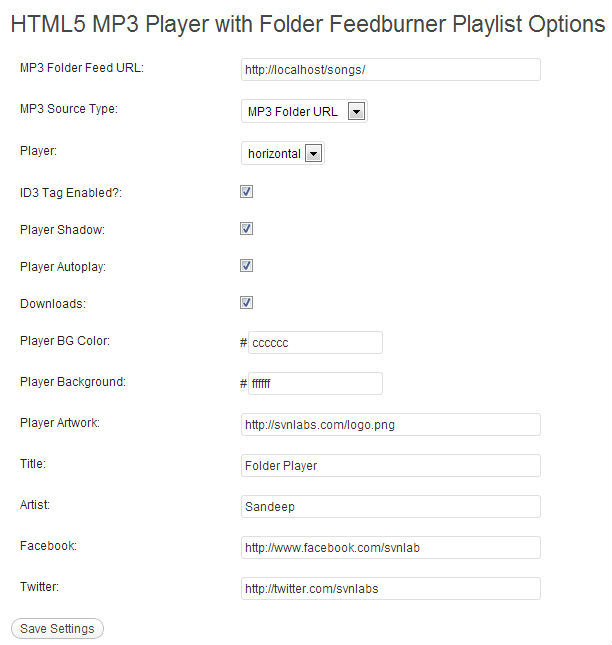 HTML5 MP3 Player with Folder Feedburner Playlist Options
MP3 Folder Feed URL: http://localhost/songs/
MP3 Source Type: MP3 Folder URL
Player: horizontal
ID3 Tag Enabled?:
Player Shadow:
Player Autoplay:
Downloads:
Player BG Color: # cccccc
Player Background: # ffffff
Player Artwork: http://svnlabs.com/logo.png
Title: Folder Player
Artist: Sandeep
Facebook: http://www.facebook.com/svnlab
Twitter: http://twitter.com/svnlabs
Save Settings